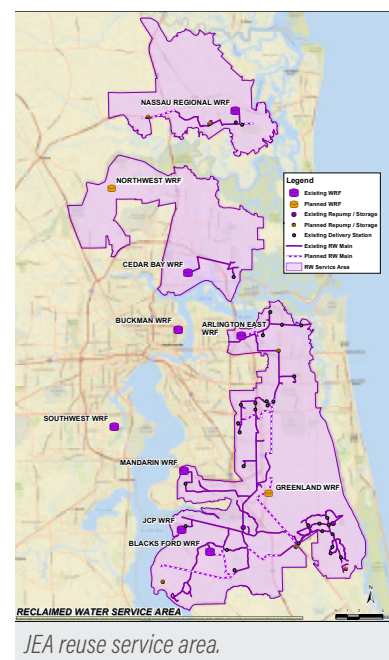 NASSAU REGIONAL WRF
NORTHWEST WRF
Legend
Existing WRF
Planned WRF
Existing Repump / Storage
Planned Repump / Storage
Existing Delivery Station
Existing RW Main
Planned RW Main
RW Service Area
CEDAR BAY WRF
BUCKMAN WRF
ARLINGTON EAST
WRF
SOUTHWEST WRF
MANDARIN WRF
GREENLAND WRF
JCP WRF
BLACKS FORD WRF
N
RECLAIMED WATER SERVICE AREA
JEA reuse service area.